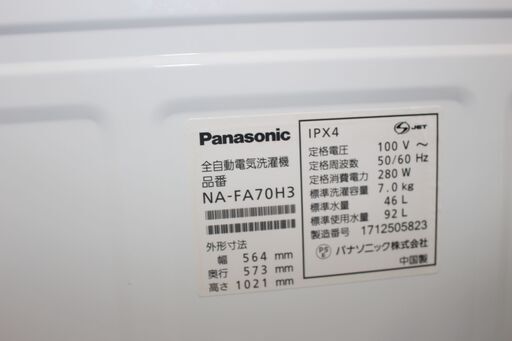 Panasonic
全自動電気洗濯機
品番
NA-FA70H3
外形寸法
幅 564 mm
奥行 573 mm
高さ 1021 mm
IPX4
JET
定格電圧 100 V ～
定格周波数 50/60 Hz
定格消費電力 280 W
標準洗濯容量 7.0 kg
標準水量 46 L
標準使用水量 92 L
製造番号 1712505823
PS E パナソニック株式会社
中国製